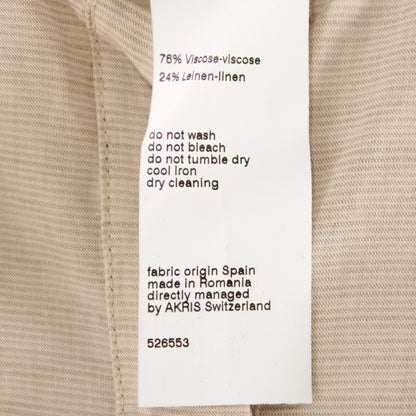 76% Viscose-viscose
24% Leinen-linen
do not wash
do not bleach
do not tumble dry
cool iron
dry cleaning
fabric origin Spain
made in Romania
directly managed
by AKRIS Switzerland
526553